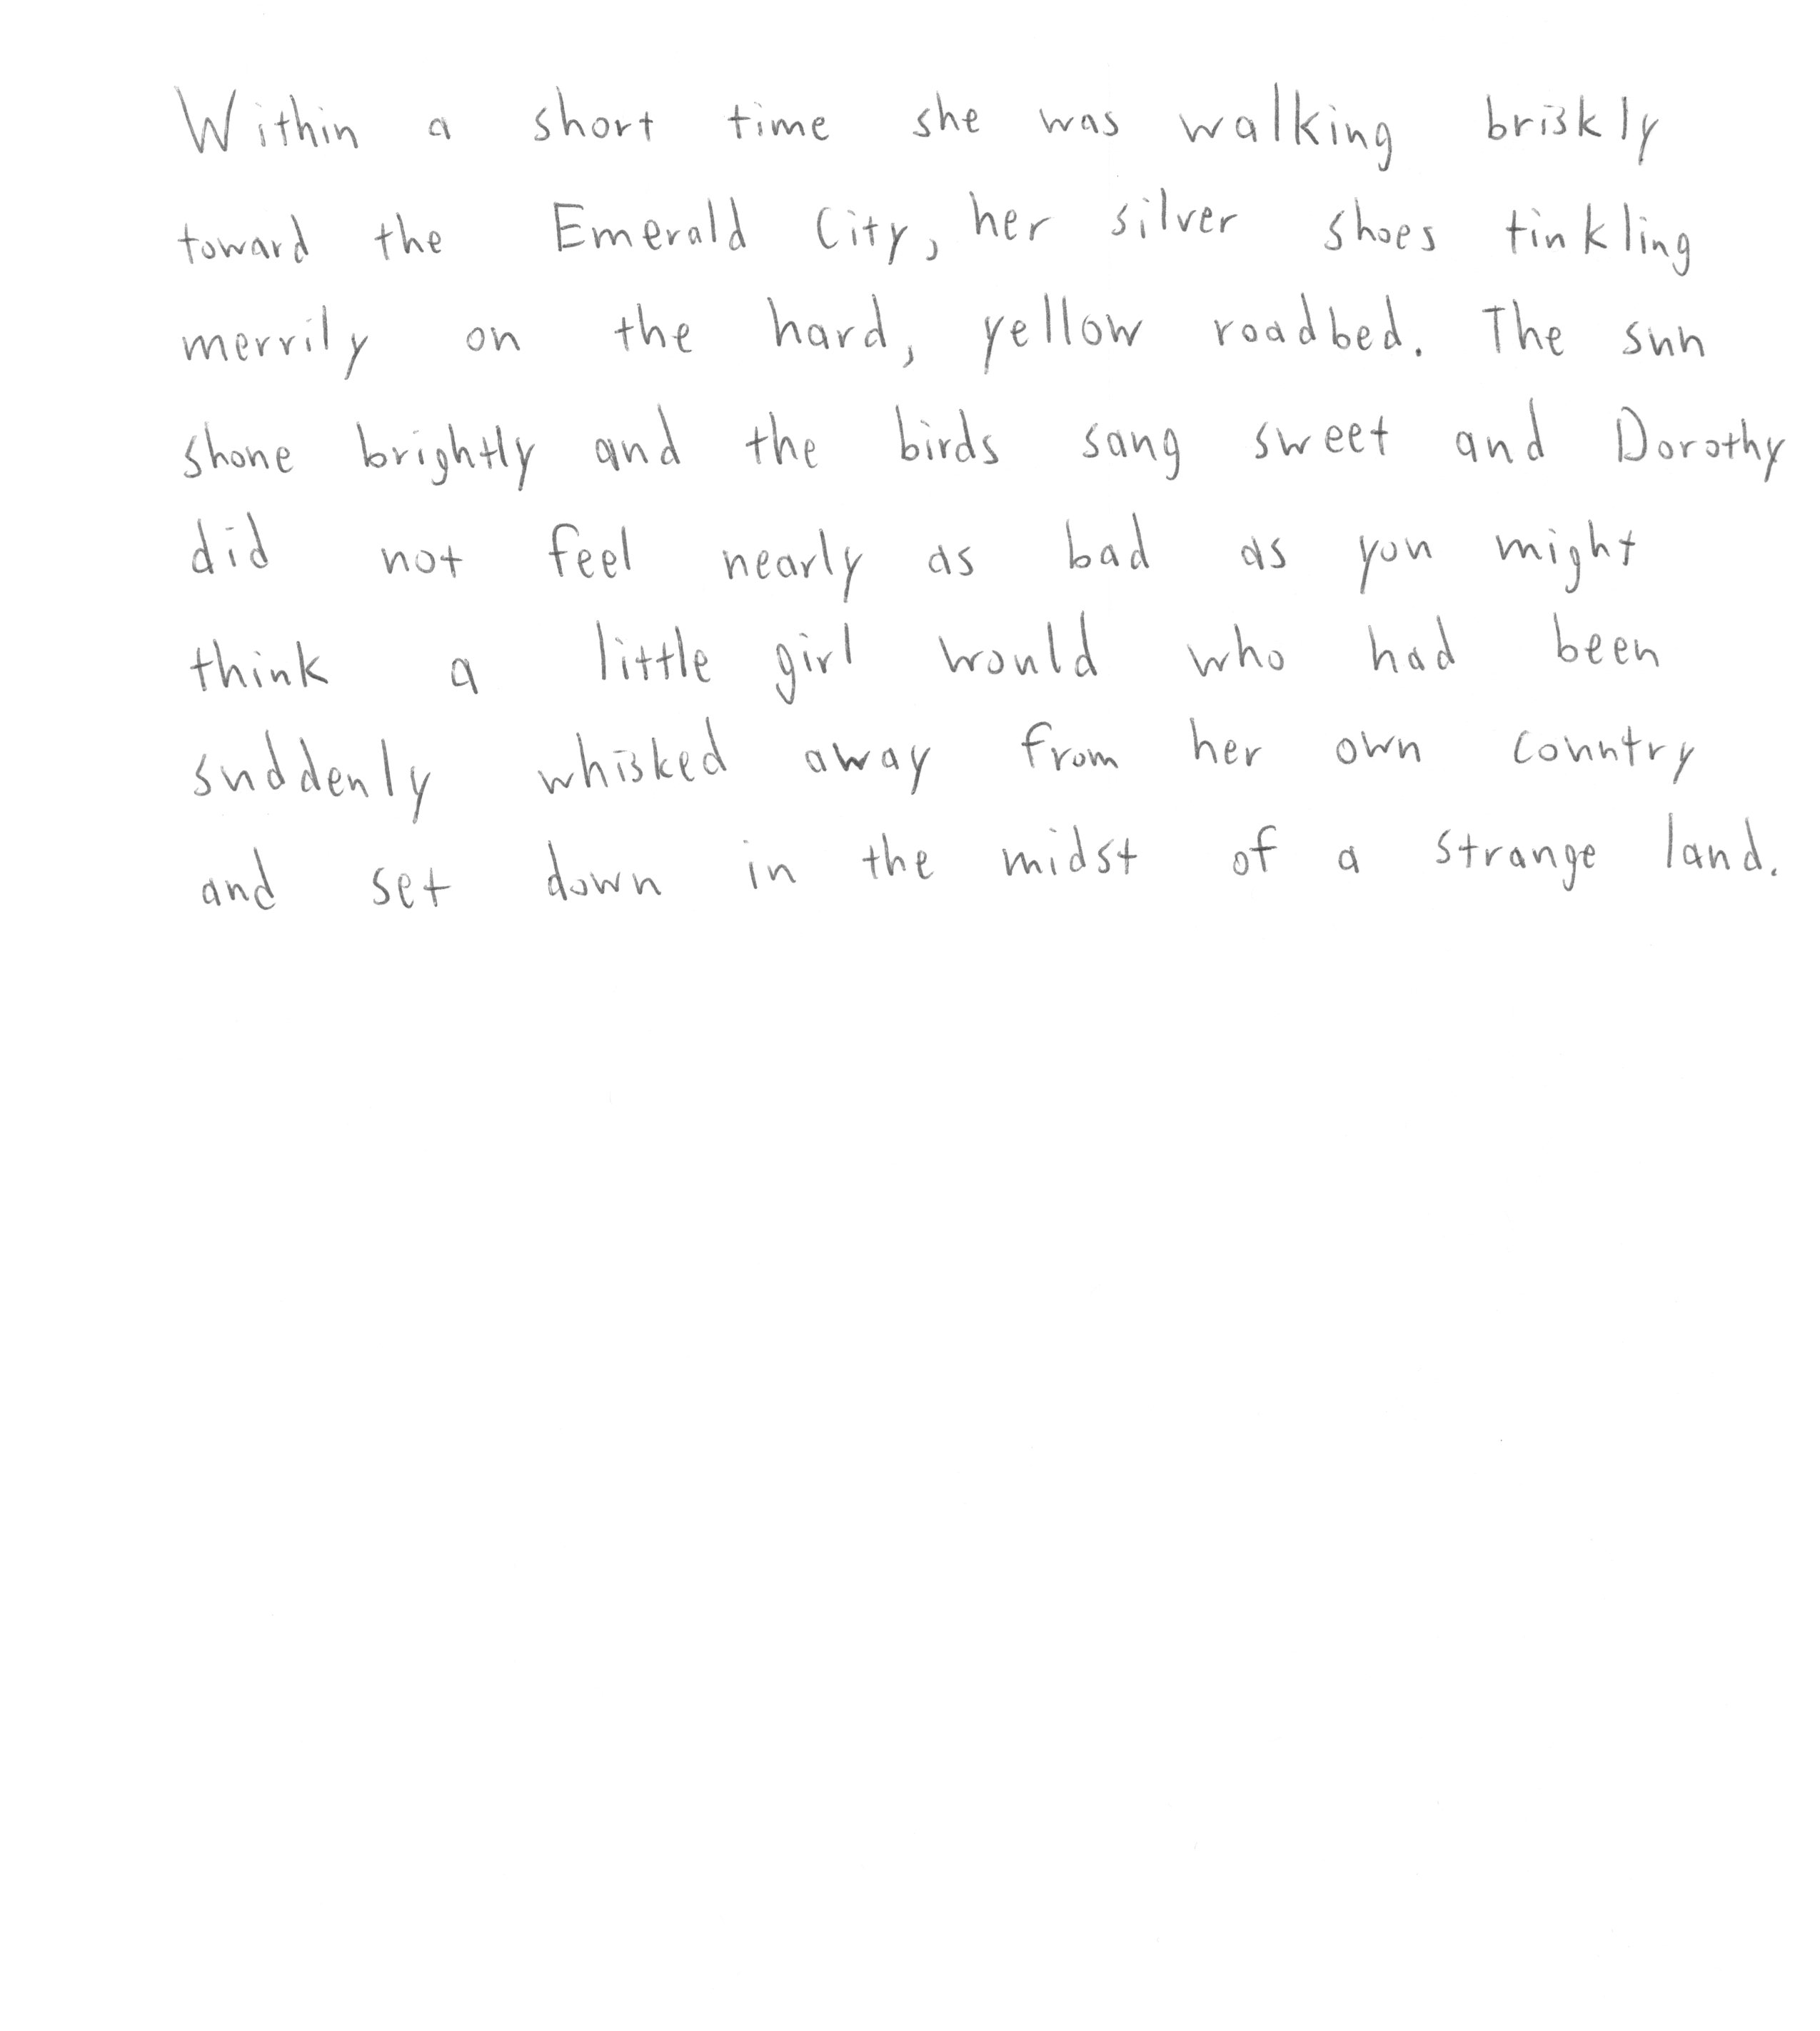 Within a short time she was walking briskly
toward the Emerald City, her silver shoes tinkling
merrily on the hard, yellow roadbed. The sun
shone brightly and the birds sang sweet and Dorothy
did not feel nearly as bad as you might
think a little girl would who had been
suddenly whisked away from her own country
and set down in the midst of a strange land.